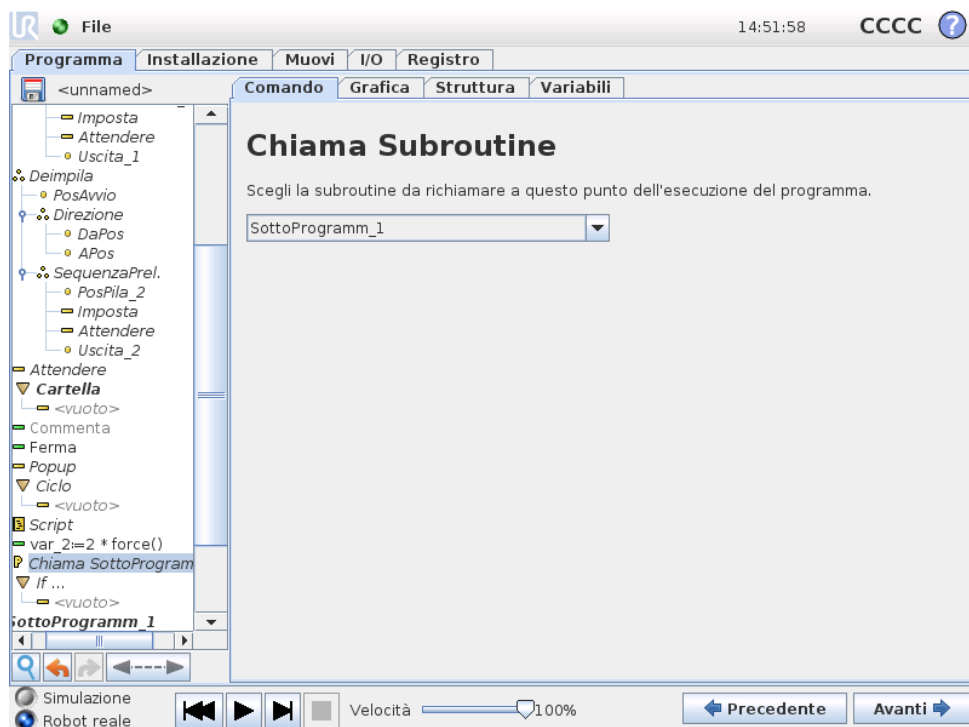 UR File 14:51:58 CCCC ?
Programma Installazione Muovi I/O Registro
<unnamed>
Comando Grafica Struttura Variabili
Imposta
Attendere
Uscita_1
Deimpila
PosAvvio
Direzione
DaPos
APos
SequenzaPrel.
PosPila_2
Imposta
Attendere
Uscita_2
Attendere
Cartella
<vuoto>
Commenta
Ferma
Popup
Ciclo
<vuoto>
Script
var_2:=2 * force()
Chiama SottoProgram
If ...
<vuoto>
SottoProgramm_1
Chiama Subroutine
Scegli la subroutine da richiamare a questo punto dell'esecuzione del programma.
SottoProgramm_1
Simulazione
Robot reale
Velocità 100%
Precedente Avanti